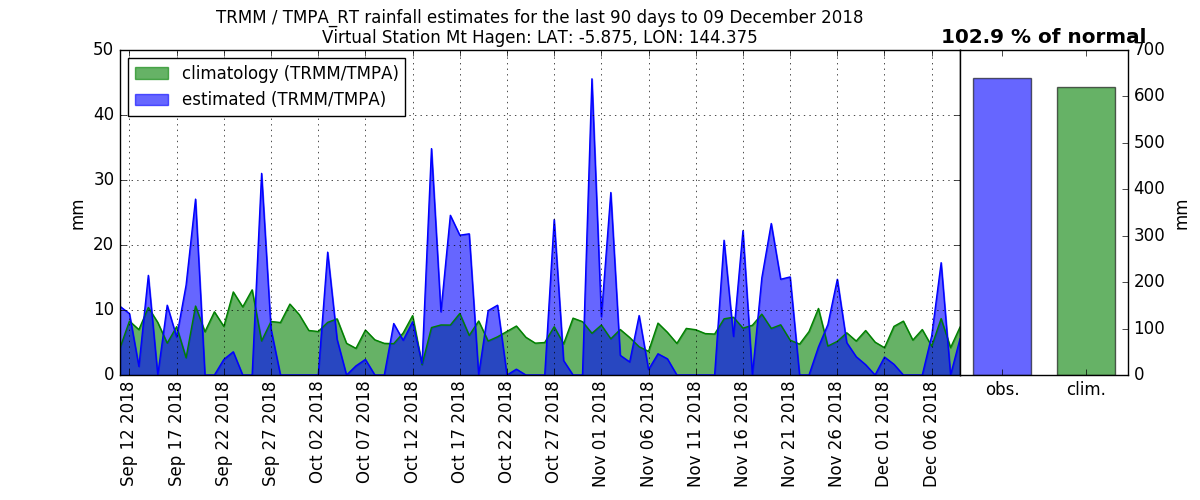 TRMM / TMPA_RT rainfall estimates for the last 90 days to 09 December 2018
Virtual Station Mt Hagen: LAT: -5.875, LON: 144.375
102.9 % of normal
climatology (TRMM/TMPA)
estimated (TRMM/TMPA)
50
40
30
20
10
0
mm
Sep 12 2018
Sep 17 2018
Sep 22 2018
Sep 27 2018
Oct 02 2018
Oct 07 2018
Oct 12 2018
Oct 17 2018
Oct 22 2018
Oct 27 2018
Nov 01 2018
Nov 06 2018
Nov 11 2018
Nov 16 2018
Nov 21 2018
Nov 26 2018
Dec 01 2018
Dec 06 2018
obs.
clim.
700
600
500
400
300
200
100
0
mm